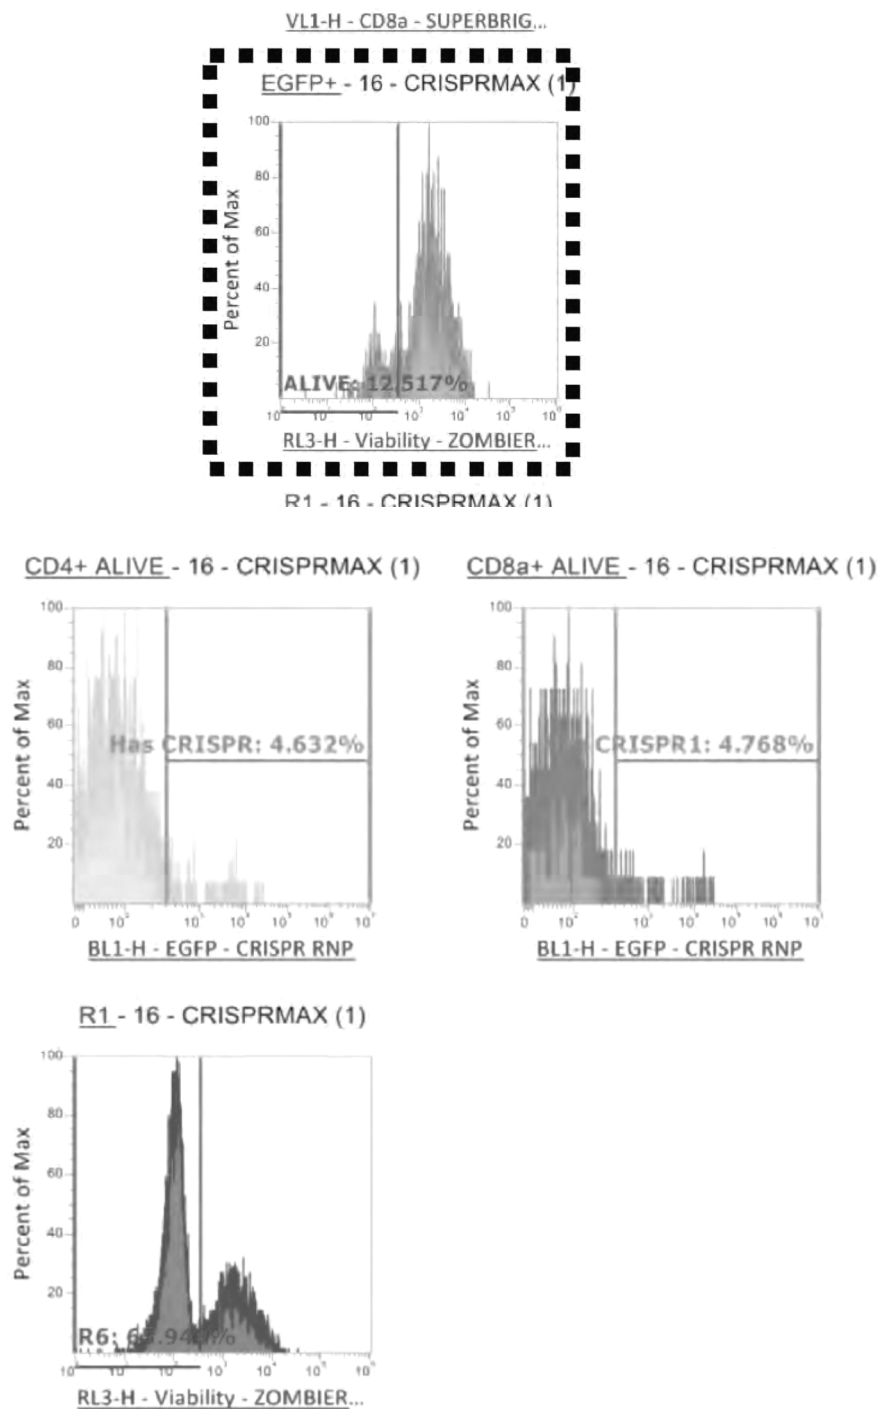 VL1-H - CD8a - SUPERBRIG...
EGFP+ - 16 - CRISPRMAX (1)
100
80
60
40
20
Percent of Max
ALIVE: 12.517%
RL3-H - Viability - ZOMBIER...
R1 - 16 - CRISPRMAX (1)
CD4+ ALIVE - 16 - CRISPRMAX (1)
100
80
60
40
20
Percent of Max
Has CRISPR: 4.632%
BL1-H - EGFP - CRISPR RNP
CD8a+ ALIVE - 16 - CRISPRMAX (1)
100
80
60
40
20
Percent of Max
CRISPR1: 4.768%
BL1-H - EGFP - CRISPR RNP
R1 - 16 - CRISPRMAX (1)
100
80
60
40
20
Percent of Max
R6:
RL3-H - Viability - ZOMBIER...